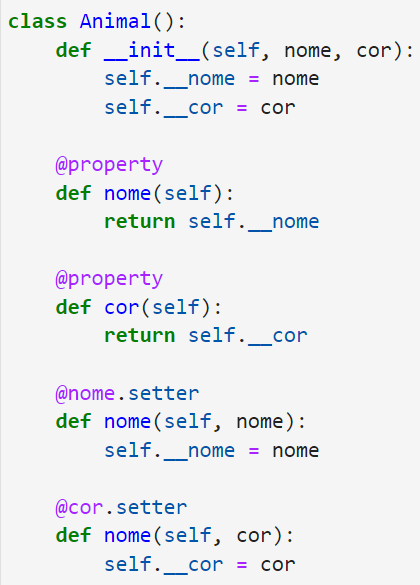 class Animal():
    def __init__(self, nome, cor):
        self.__nome = nome
        self.__cor = cor

    @property
    def nome(self):
        return self.__nome

    @property
    def cor(self):
        return self.__cor

    @nome.setter
    def nome(self, nome):
        self.__nome = nome

    @cor.setter
    def nome(self, cor):
        self.__cor = cor